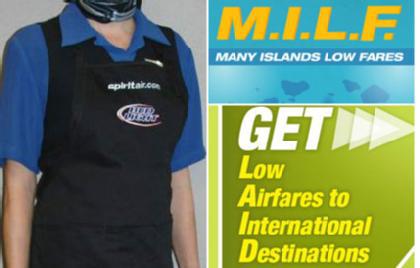 spiritair.com
M.I.L.F.
MANY ISLANDS LOW FARES
GET
Low
Airfares to
International
Destinations